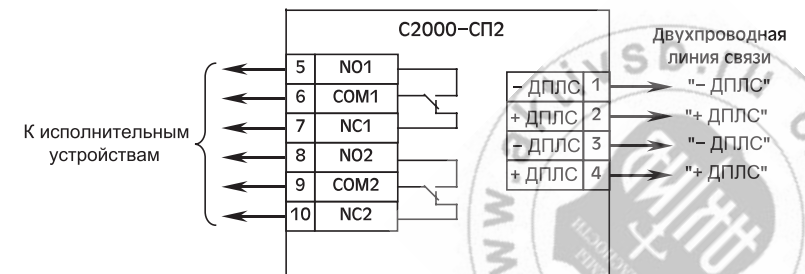 С2000-СП2
Двухпроводная
линия связи
5 NO1
6 COM1
7 NC1
8 NO2
9 COM2
10 NC2
К исполнительным
устройствам
- ДПЛС 1 "- ДПЛС"
+ ДПЛС 2 "+ ДПЛС"
- ДПЛС 3 "- ДПЛС"
+ ДПЛС 4 "+ ДПЛС"